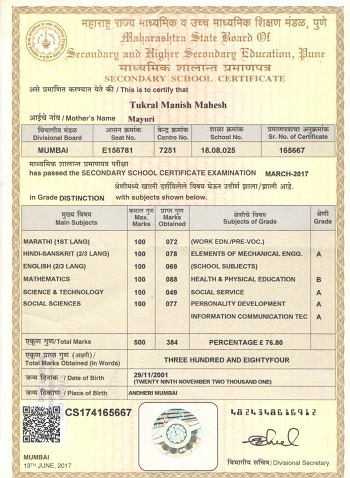 महाराष्ट्र राज्य माध्यमिक व उच्च माध्यमिक शिक्षण मंडळ, पुणे
Maharashtra State Board Of
Secondary and Higher Secondary Education, Pune
माध्यमिक शालान्त प्रमाणपत्र
SECONDARY SCHOOL CERTIFICATE
असे प्रमाणित करण्यात येते की / This is to certify that
Tukral Manish Mahesh
आईचे नांव / Mother's Name Mayuri
विभागीय मंडळ आसन क्रमांक केन्द्र क्रमांक शाळा क्रमांक प्रमाणपत्राचा अनुक्रमांक
Divisional Board Seat No. Centre No. School No. Sr. No. of Certificate
MUMBAI E156781 7251 18.08.025 165667
माध्यमिक शालान्त प्रमाणपत्र परीक्षा
has passed the SECONDARY SCHOOL CERTIFICATE EXAMINATION MARCH-2017
श्रेणीमध्ये खाली दर्शविलेले विषय घेऊन उत्तीर्ण झाला/झाली आहे.
in Grade DISTINCTION with subjects shown below.
मुख्य विषय कमाल गुण प्राप्त गुण श्रेणीचे विषय श्रेणी
Main Subjects Max. Marks Marks Obtained Subjects of Grade Grade
MARATHI (1ST LANG) 100 072 (WORK EDN./PRE-VOC.)
HINDI-SANSKRIT (2/3 LANG) 100 078 ELEMENTS OF MECHANICAL ENGG. A
ENGLISH (2/3 LANG) 100 069 (SCHOOL SUBJECTS)
MATHEMATICS 100 088 HEALTH & PHYSICAL EDUCATION B
SCIENCE & TECHNOLOGY 100 049 SOCIAL SERVICE A
SOCIAL SCIENCES 100 077 PERSONALITY DEVELOPMENT A
INFORMATION COMMUNICATION TEC A
एकूण गुण/Total Marks 500 384 PERCENTAGE £ 76.80
एकूण प्राप्त गुण (अक्षरी)/
Total Marks Obtained (In Words) THREE HUNDRED AND EIGHTYFOUR
जन्म दिनांक / Date of Birth 29/11/2001
(TWENTY NINTH NOVEMBER TWO THOUSAND ONE)
जन्म ठिकाण / Place of Birth ANDHERI MUMBAI
CS174165667
MUMBAI
13TH JUNE, 2017
विभागीय सचिव/Divisional Secretary